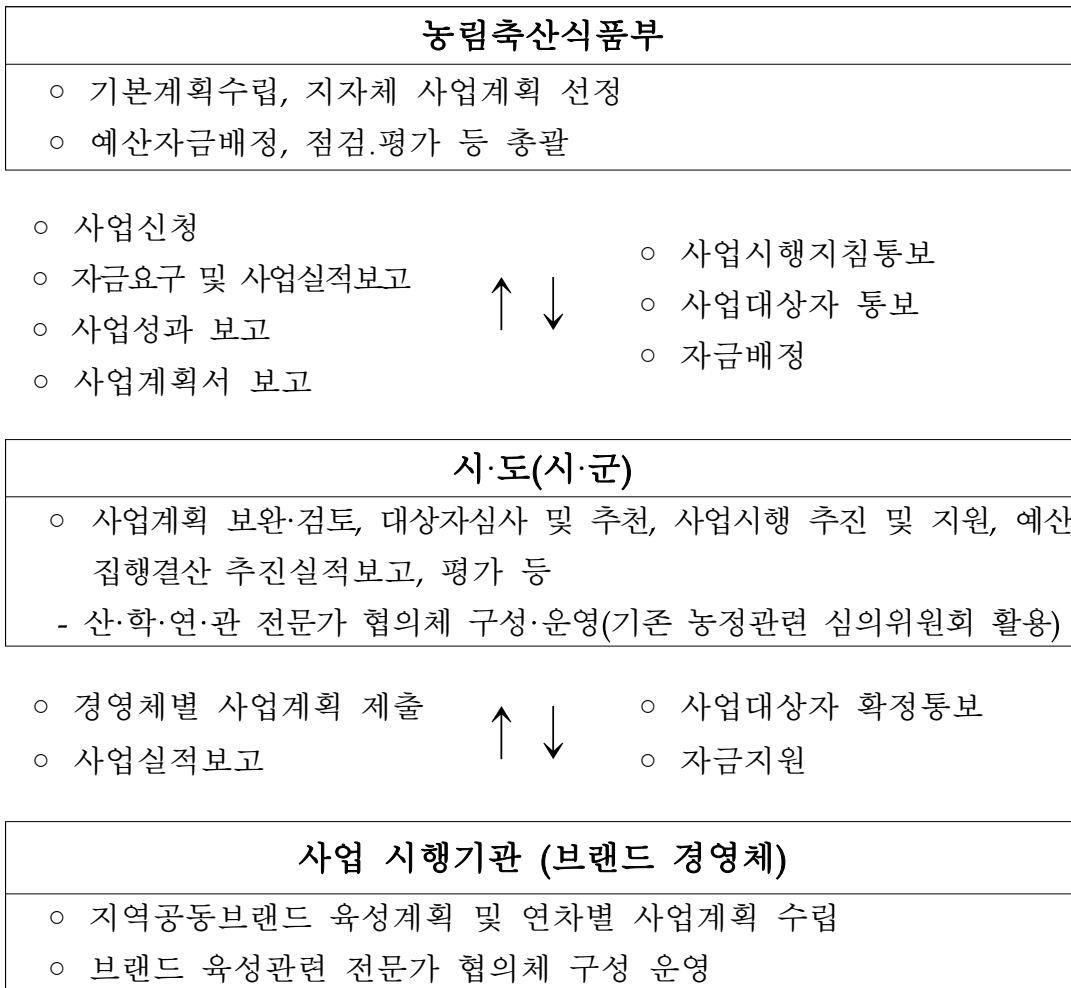 농림축산식품부
○ 기본계획수립, 지자체 사업계획 선정
○ 예산자금배정, 점검.평가 등 총괄
○ 사업신청
○ 자금요구 및 사업실적보고
○ 사업성과 보고
○ 사업계획서 보고
↑ ↓
○ 사업시행지침통보
○ 사업대상자 통보
○ 자금배정
시·도(시·군)
○ 사업계획 보완·검토, 대상자심사 및 추천, 사업시행 추진 및 지원, 예산
집행결산 추진실적보고, 평가 등
- 산·학·연·관 전문가 협의체 구성·운영(기존 농정관련 심의위원회 활용)
○ 경영체별 사업계획 제출
○ 사업실적보고
↑ ↓
○ 사업대상자 확정통보
○ 자금지원
사업 시행기관 (브랜드 경영체)
○ 지역공동브랜드 육성계획 및 연차별 사업계획 수립
○ 브랜드 육성관련 전문가 협의체 구성 운영